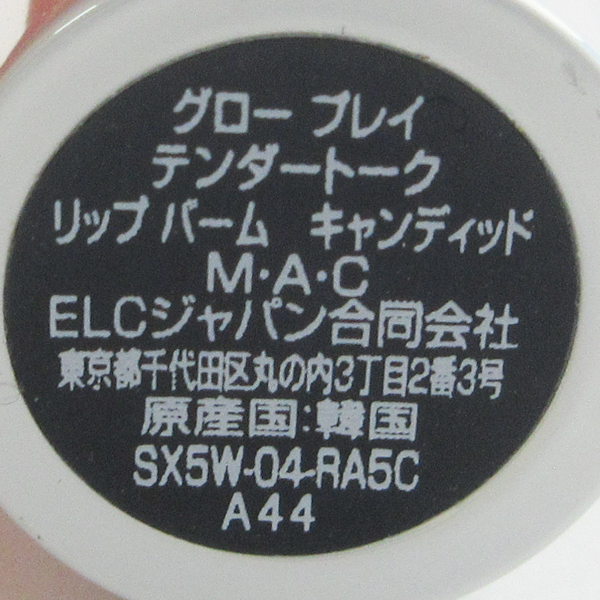 グロー プレイ
テンダートーク
リップ バーム　キャンディッド
M・A・C
ELCジャパン合同会社
東京都千代田区丸の内3丁目2番3号
原産国:韓国
SX5W-04-RA5C
A44